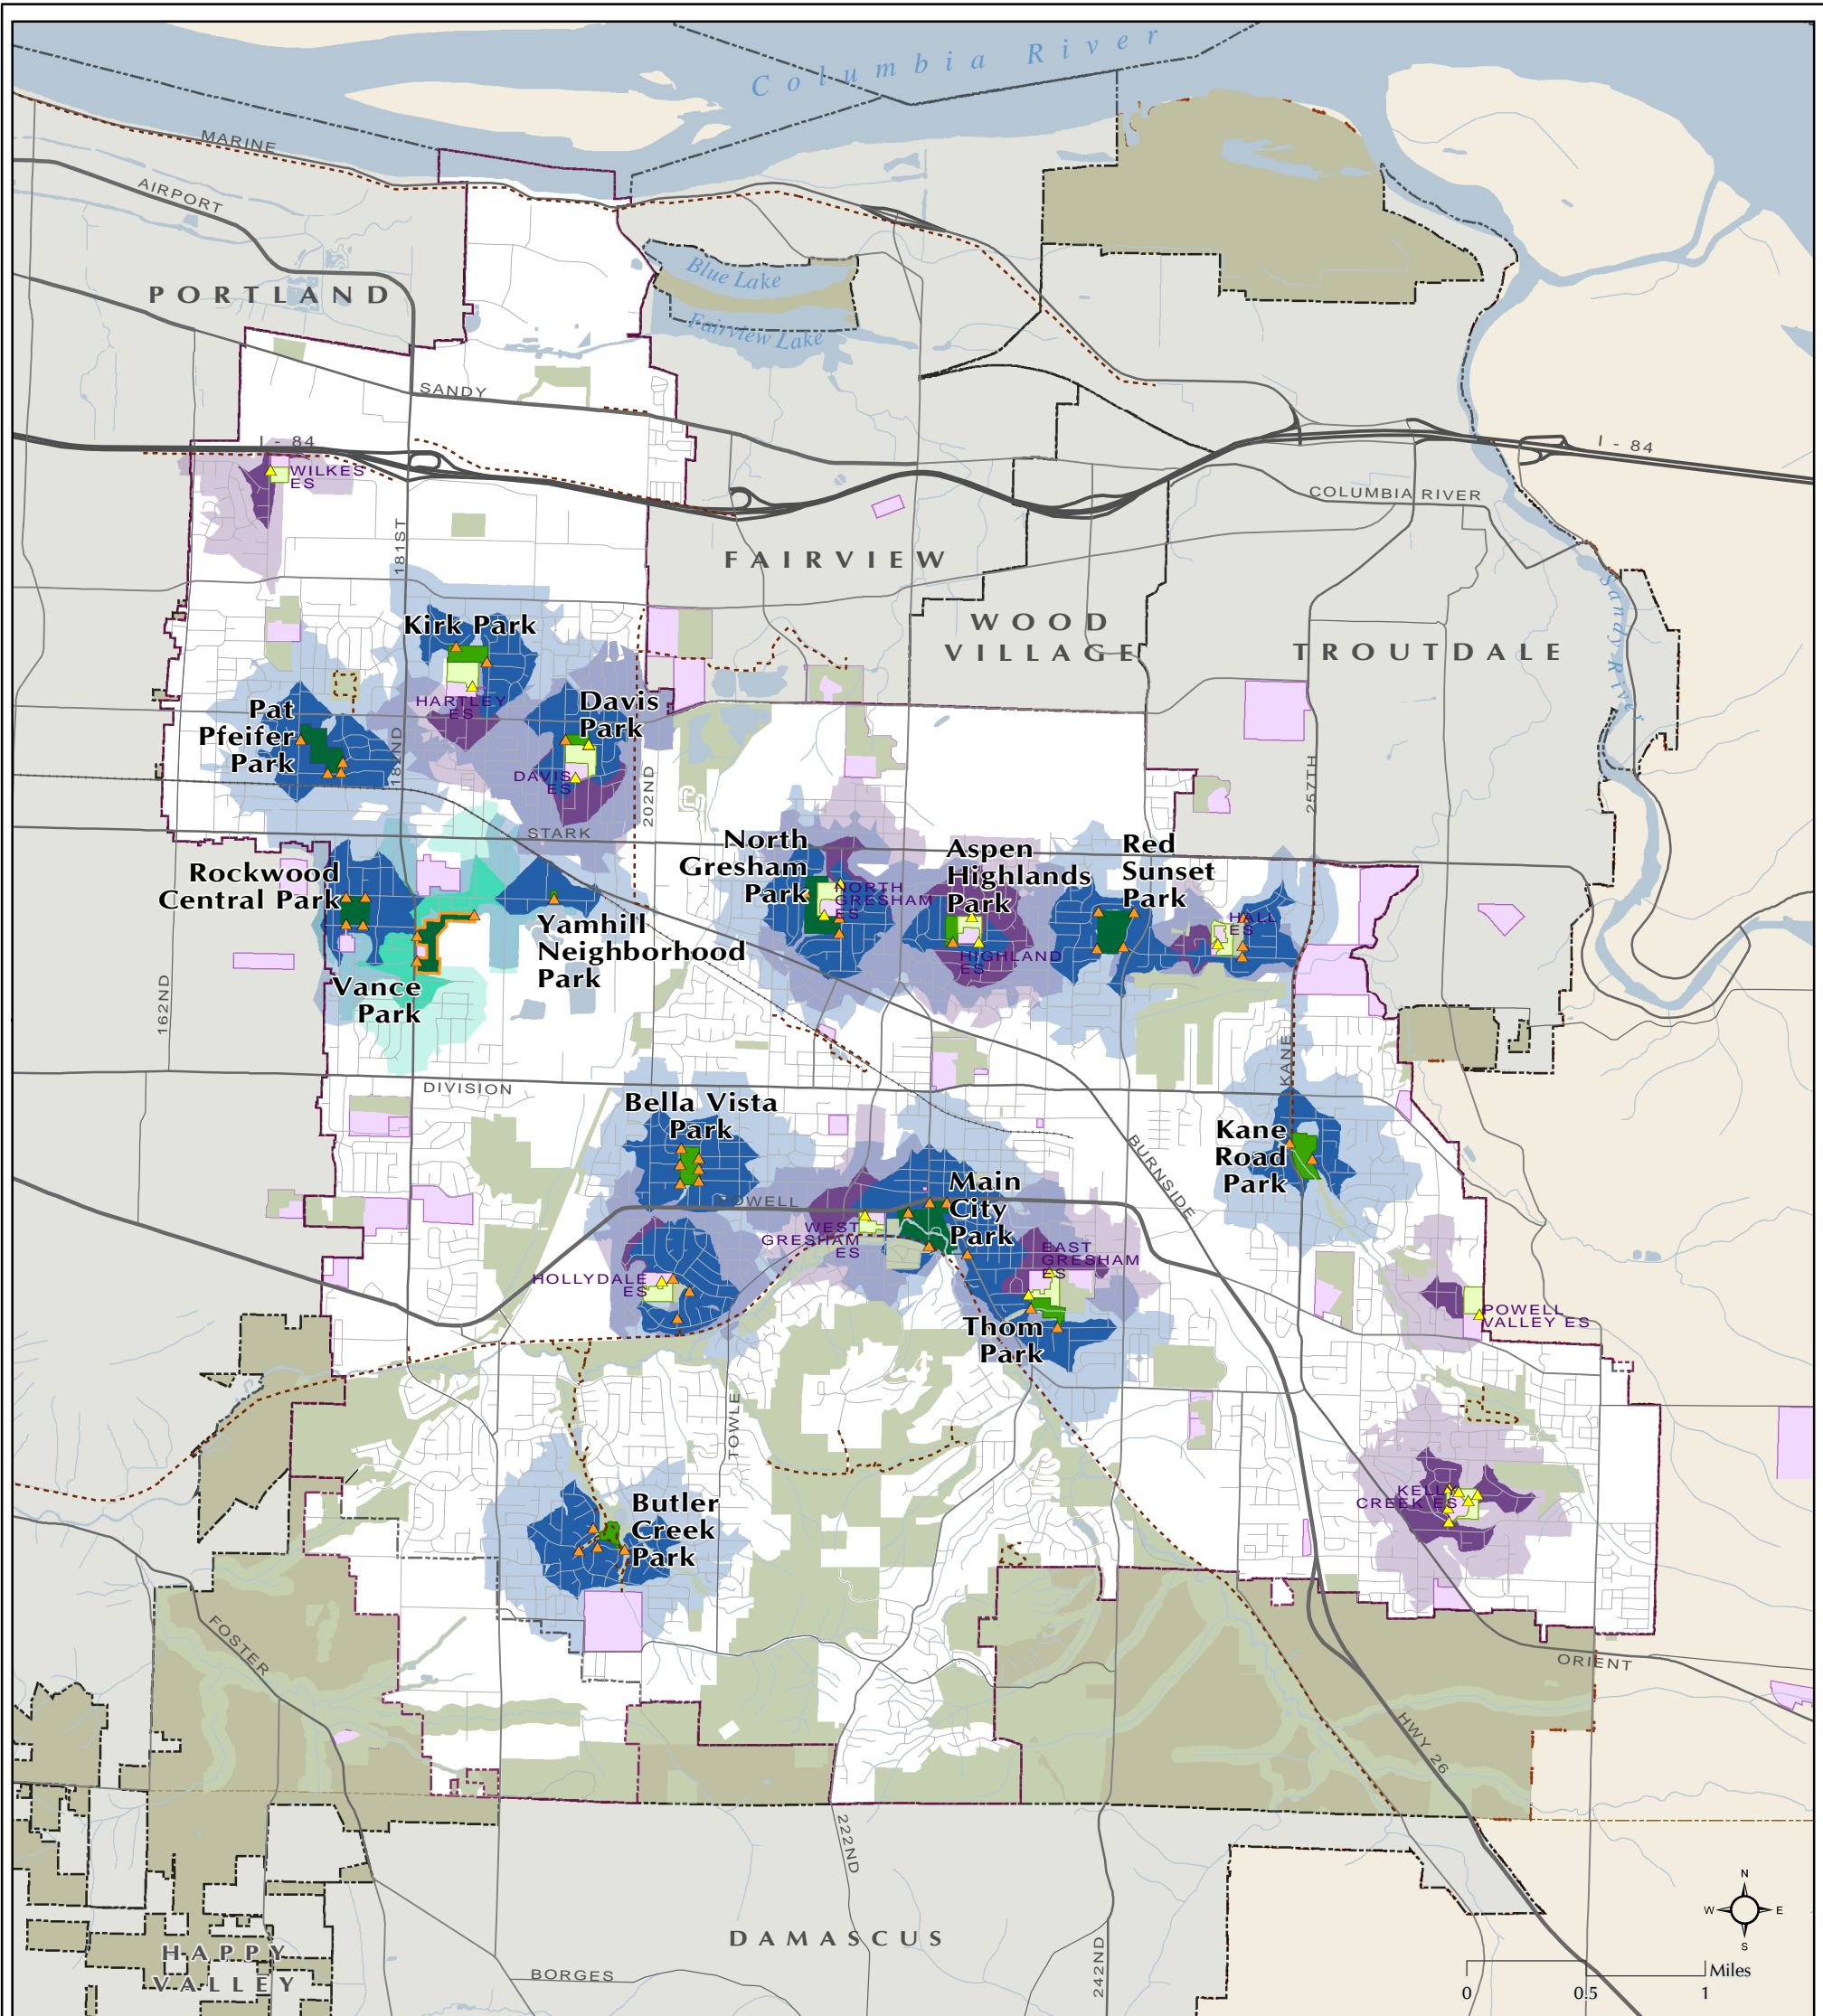 Columbia River
MARINE
AIRPORT
PORTLAND
Blue Lake
Fairview Lake
SANDY
I - 84
I - 84
WILKES
ES
COLUMBIA RIVER
181ST
FAIRVIEW
WOOD
VILLAGE
TROUTDALE
Sandy River
Kirk Park
HARTLEY
ES
Davis
Park
Pat
Pfeifer
Park
182ND
DAVIS
ES
202ND
257TH
STARK
North
Gresham
Park
NORTH
GRESHAM
ES
Aspen
Highlands
Park
HIGHLAND
ES
Red
Sunset
Park
HALL
ES
Rockwood
Central Park
Yamhill
Neighborhood
Park
Vance
Park
162ND
KANE
DIVISION
Bella Vista
Park
BURNSIDE
Kane
Road
Park
POWELL
Main
City
Park
WEST
GRESHAM
ES
EAST
GRESHAM
ES
HOLLYDALE
ES
POWELL
VALLEY ES
Thom
Park
TOWLE
KELLY
CREEK ES
Butler
Creek
Park
FOSTER
ORIENT
HWY 26
222ND
242ND
DAMASCUS
HAPPY
VALLEY
BORGES
N
W
E
S
Miles
0
0.5
1